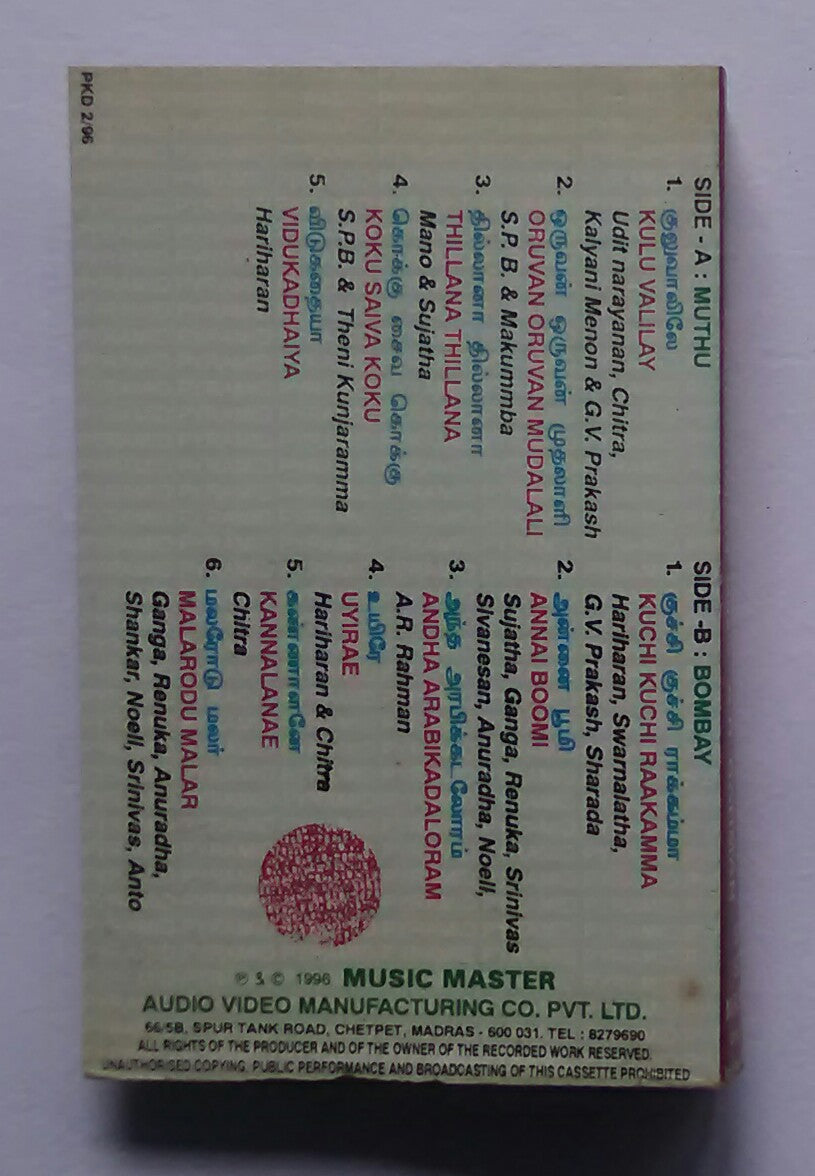 SIDE - A : MUTHU
1. குலுவாலிலே
KULU VALILAY
Udit narayanan, Chitra,
Kalyani Menon & G.V. Prakash
2. ஒருவன் ஒருவன் முதலாளி
ORUVAN ORUVAN MUDALALI
S.P. B. & Makummba
3. தில்லானா தில்லானா
THILLANA THILLANA
Mano & Sujatha
4. கொக்கு சைவ கொக்கு
KOKU SAIVA KOKU
S.P.B. & Theni Kunjaramma
5. விடுகதையா
VIDUKADHAIYA
Hariharan
SIDE -B : BOMBAY
1. குச்சி குச்சி ராக்கம்மா
KUCHI KUCHI RAAKAMMA
Hariharan, Swarnalatha,
G.V. Prakash, Sharada
2. அன்னை பூமி
ANNAI BOOMI
Sujatha, Ganga, Renuka, Srinivas
Sivanesan, Anuradha, Noell,
3. அந்த அரபிக்கடலோரம்
ANDHA ARABIKADALORAM
A.R. Rahman
4. உயிரே
UYIRAE
Hariharan & Chitra
5. கண்ணாளனே
KANNALANAE
Chitra
6. மலரோடு மலர்
MALARODU MALAR
Ganga, Renuka, Anuradha,
Shankar, Noell, Srinivas, Anto
PKD 2/96
℗ & © 1996 MUSIC MASTER
AUDIO VIDEO MANUFACTURING CO. PVT. LTD.
66/5B, SPUR TANK ROAD, CHETPET, MADRAS - 600 031. TEL : 8279690
ALL RIGHTS OF THE PRODUCER AND OF THE OWNER OF THE RECORDED WORK RESERVED.
UNAUTHORISED COPYING, PUBLIC PERFORMANCE AND BROADCASTING OF THIS CASSETTE PROHIBITED